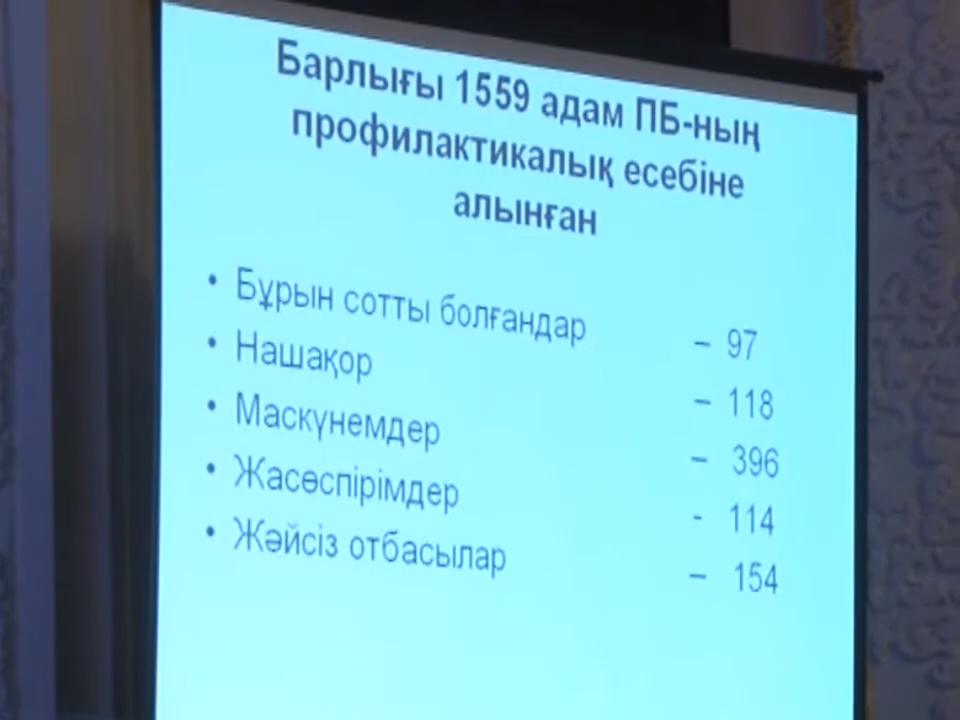 Барлығы 1559 адам ПБ-ның
профилактикалық есебіне
алынған
• Бұрын сотты болғандар – 97
• Нашақор – 118
• Маскүнемдер – 396
• Жасөспірімдер - 114
• Жәйсіз отбасылар – 154